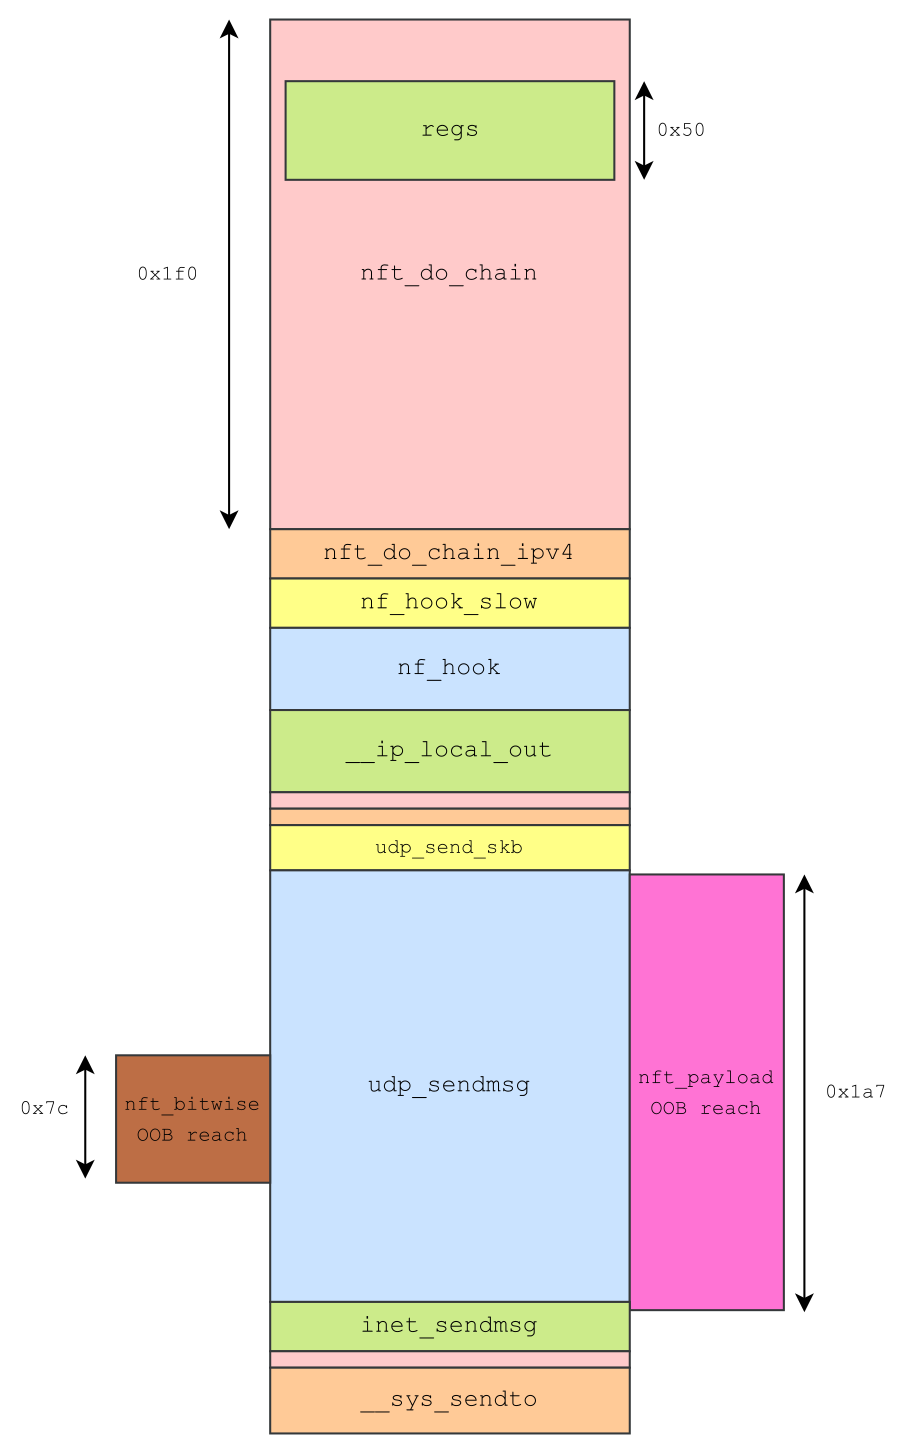 regs
0x50
0x1f0
nft_do_chain
nft_do_chain_ipv4
nf_hook_slow
nf_hook
__ip_local_out
udp_send_skb
udp_sendmsg
nft_payload
OOB reach
0x1a7
0x7c
nft_bitwise
OOB reach
inet_sendmsg
__sys_sendto